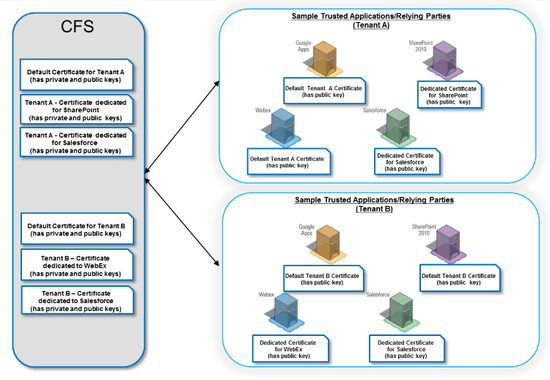 CFS
Default Certificate for Tenant A
(has private and public keys)
Tenant A - Certificate dedicated
for SharePoint
(has private and public keys)
Tenant A - Certificate dedicated
for Salesforce
(has private and public keys)
Default Certificate for Tenant B
(has private and public keys)
Tenant B – Certificate
dedicated to WebEx
(has private and public keys)
Tenant B – Certificate
dedicated to Salesforce
(has private and public keys)
Sample Trusted Applications/Relying Parties
(Tenant A)
Google
Apps
Default Tenant A Certificate
(has public key)
SharePoint
2010
Dedicated Certificate
for SharePoint
(has public key)
Webex
Default Tenant A Certificate
(has public key)
Salesforce
Dedicated Certificate
for Salesforce
(has public key)
Sample Trusted Applications/Relying Parties
(Tenant B)
Google
Apps
Default Tenant B Certificate
(has public key)
SharePoint
2010
Default Tenant B Certificate
(has public key)
Webex
Dedicated Certificate
for WebEx
(has public key)
Salesforce
Dedicated Certificate
for Salesforce
(has public key)